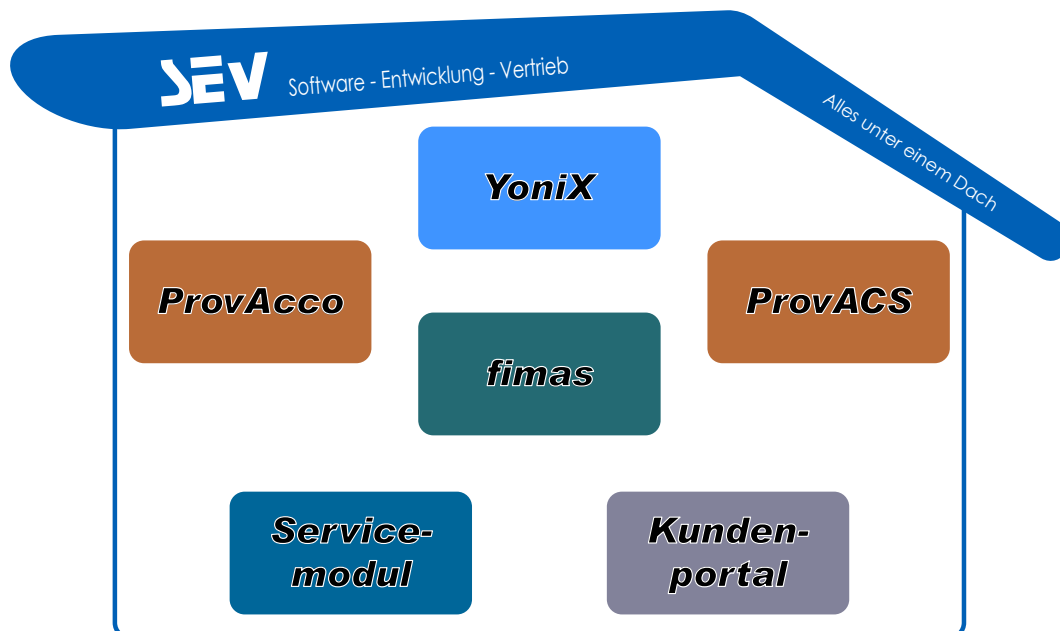 SEV Software - Entwicklung - Vertrieb
Alles unter einem Dach
YoniX
ProvAcco
ProvACS
fimas
Service-
modul
Kunden-
portal